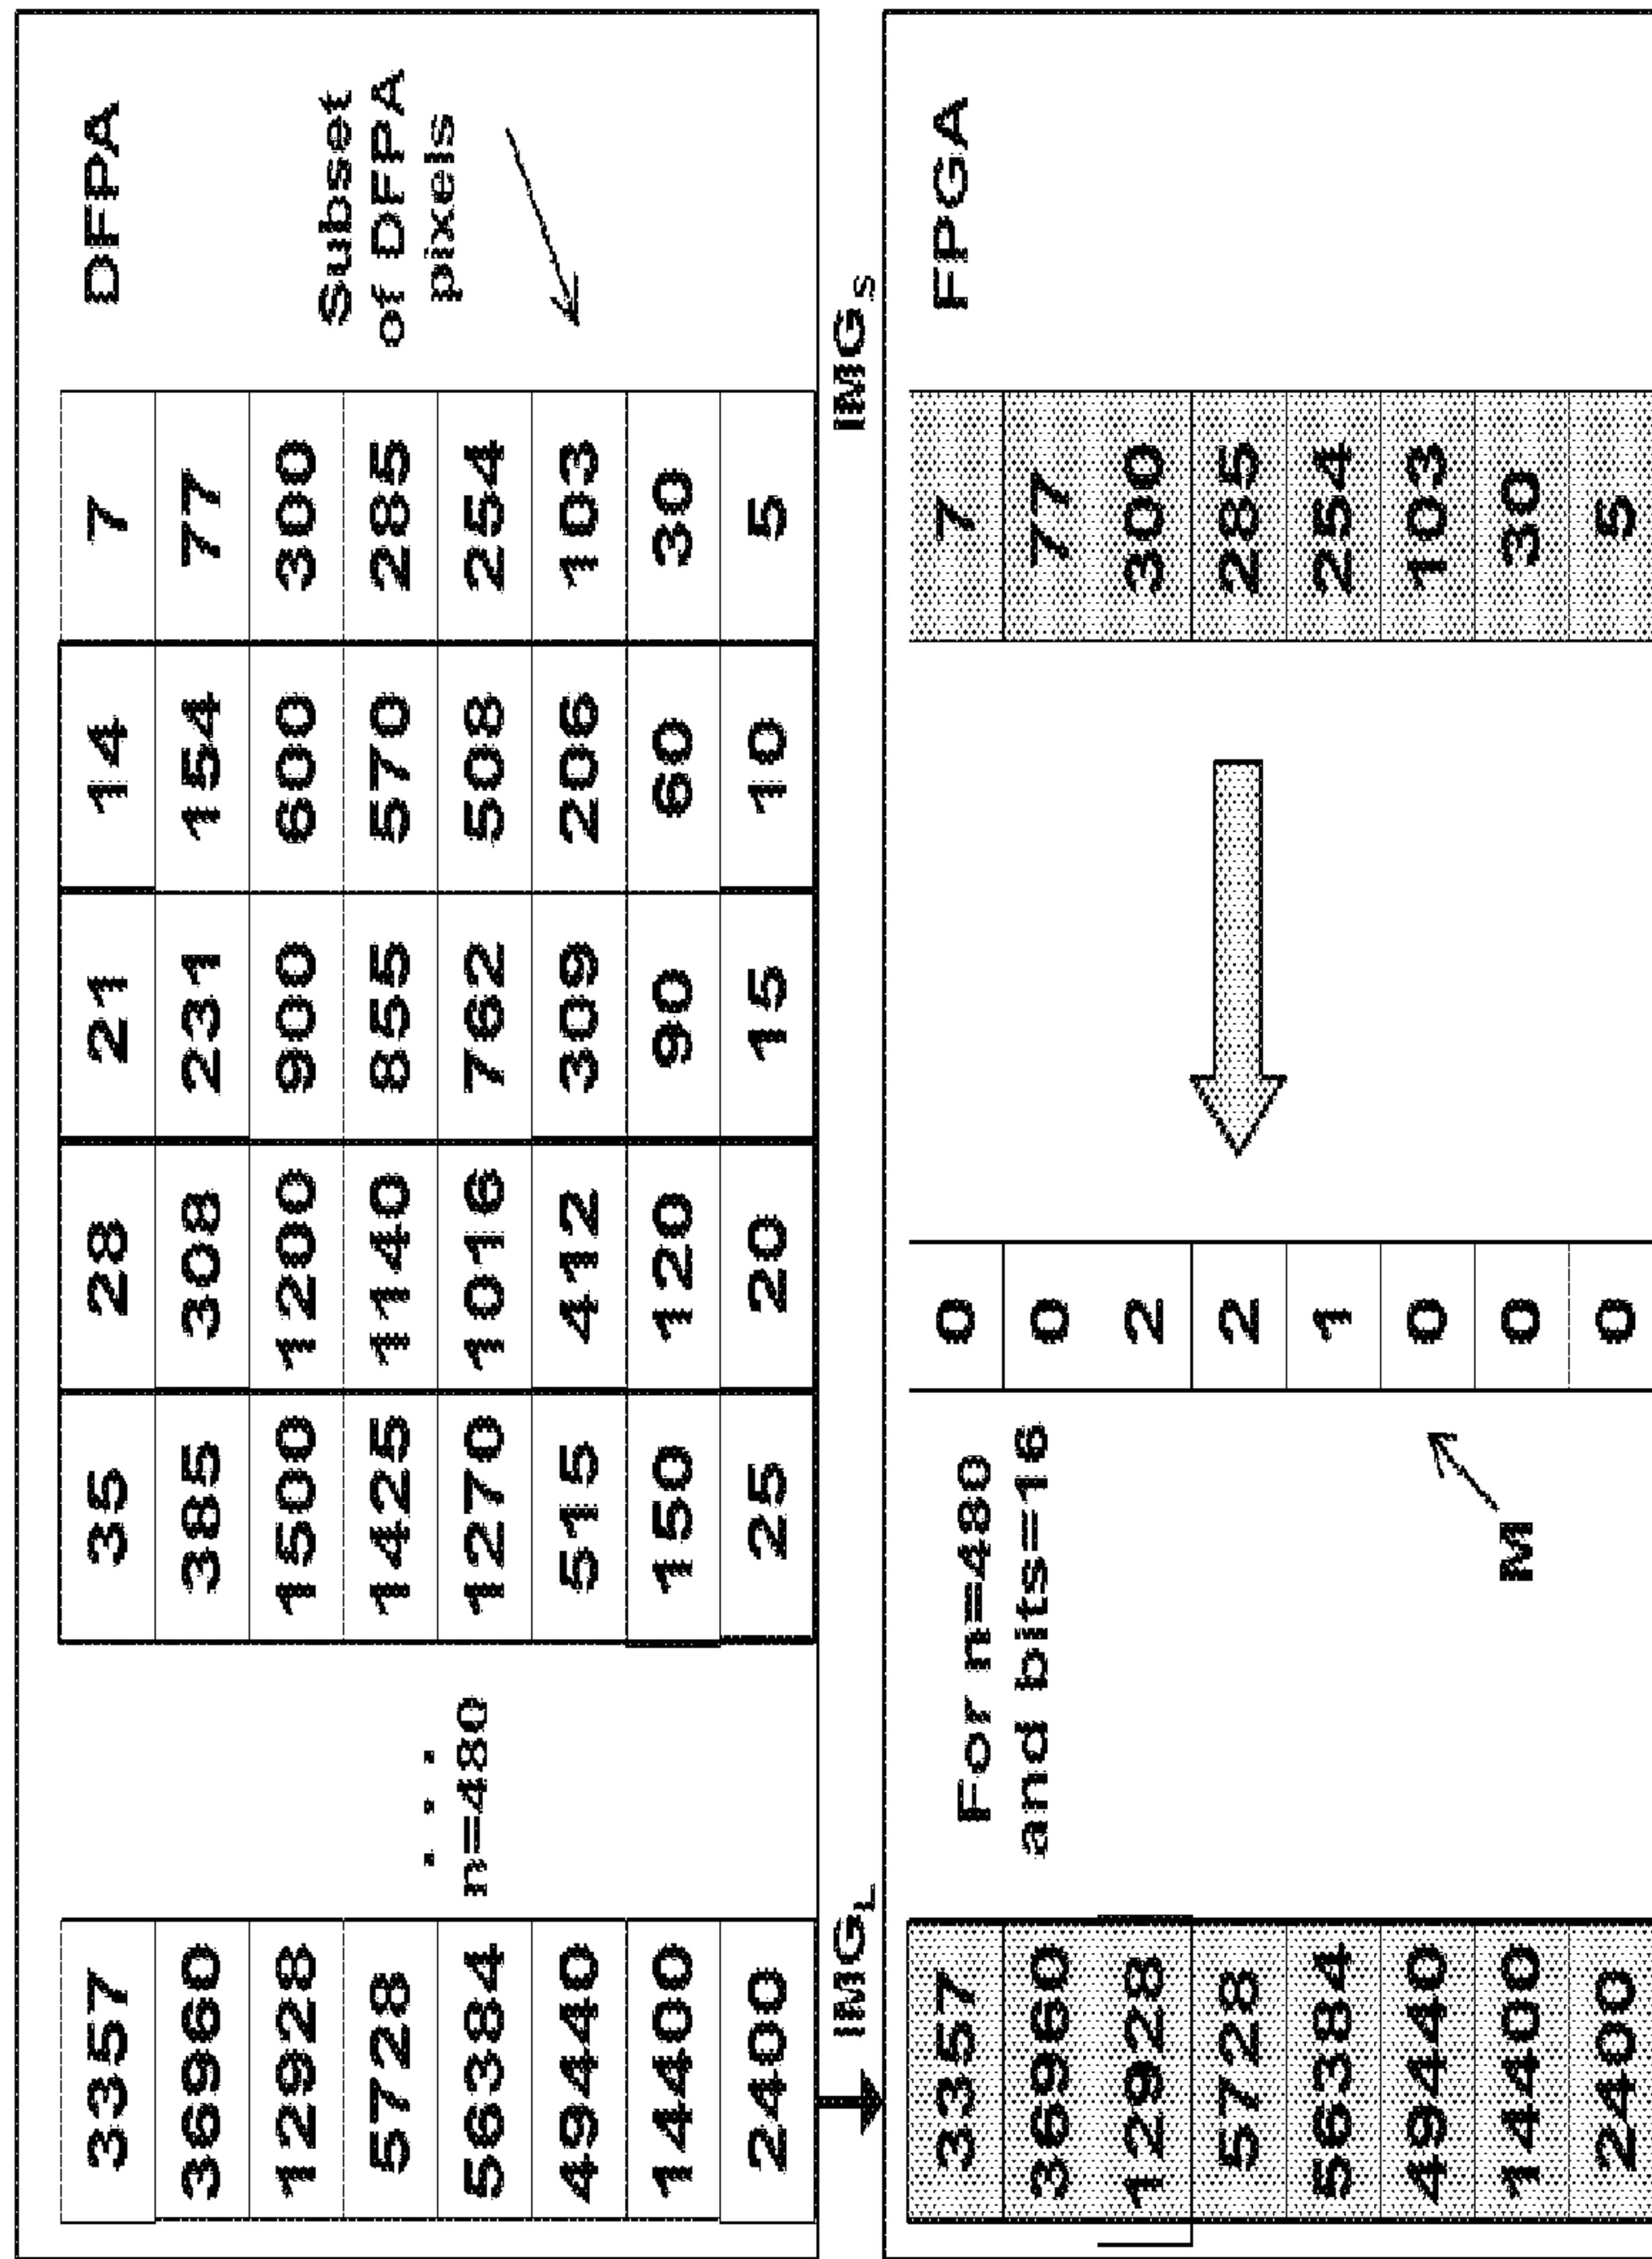 3357 35 28 21 14 7 DFPA
36960 385 308 231 154 77
12928 1500 1200 900 600 300
5728 1425 1140 855 570 285
56384 1270 1016 762 508 254
49440 515 412 309 206 103
14400 150 120 90 60 30
2400 25 20 15 10 5
. . .
n=480
Subset
of DFPA
pixels
IMGL IMGS
3357 0 7 FPGA
36960 0 77
12928 2 300
5728 2 285
56384 1 254
49440 0 103
14400 0 30
2400 0 5
For n=480
and bits=16
M